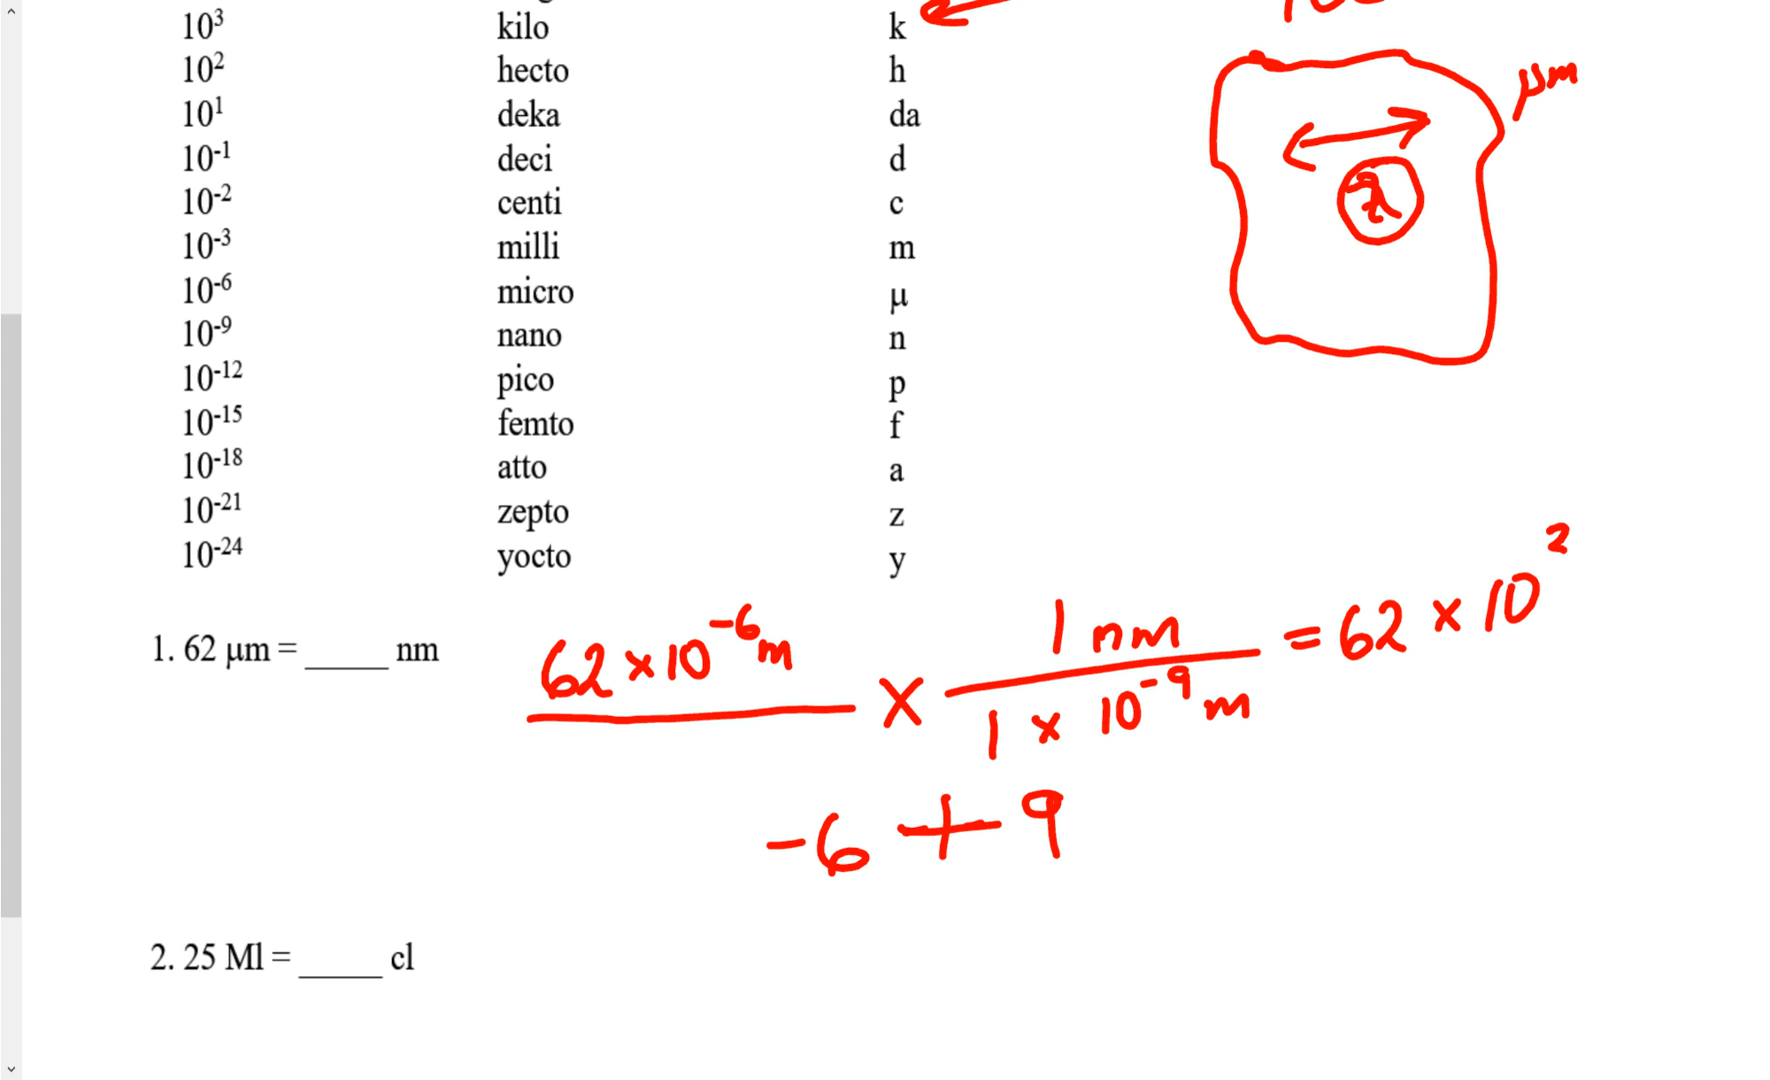 10³ kilo k
10² hecto h
10¹ deka da
10⁻¹ deci d
10⁻² centi c
10⁻³ milli m
10⁻⁶ micro μ
10⁻⁹ nano n
10⁻¹² pico p
10⁻¹⁵ femto f
10⁻¹⁸ atto a
10⁻²¹ zepto z
10⁻²⁴ yocto y
μm
1. 62 μm = _____ nm
62 × 10⁻⁶ m × 1 nm / 1 × 10⁻⁹ m = 62 × 10²
-6 + 9
2. 25 Ml = _____ cl